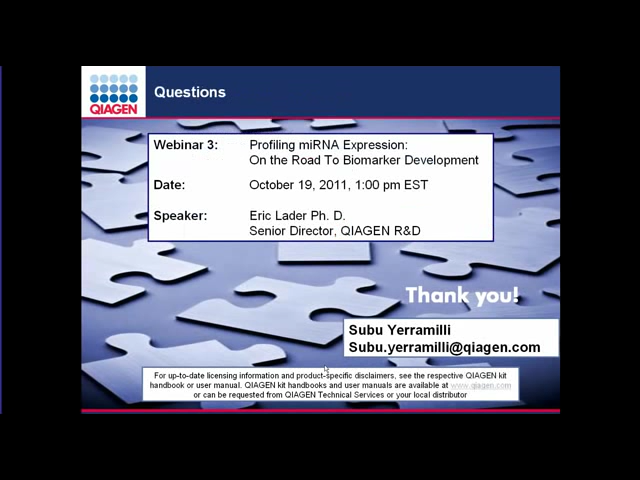 QIAGEN
Questions
Webinar 3: Profiling miRNA Expression:
On the Road To Biomarker Development
Date: October 19, 2011, 1:00 pm EST
Speaker: Eric Lader Ph. D.
Senior Director, QIAGEN R&D
Thank you!
Subu Yerramilli
Subu.yerramilli@qiagen.com
For up-to-date licensing information and product-specific disclaimers, see the respective QIAGEN kit
handbook or user manual. QIAGEN kit handbooks and user manuals are available at www.qiagen.com
or can be requested from QIAGEN Technical Services or your local distributor